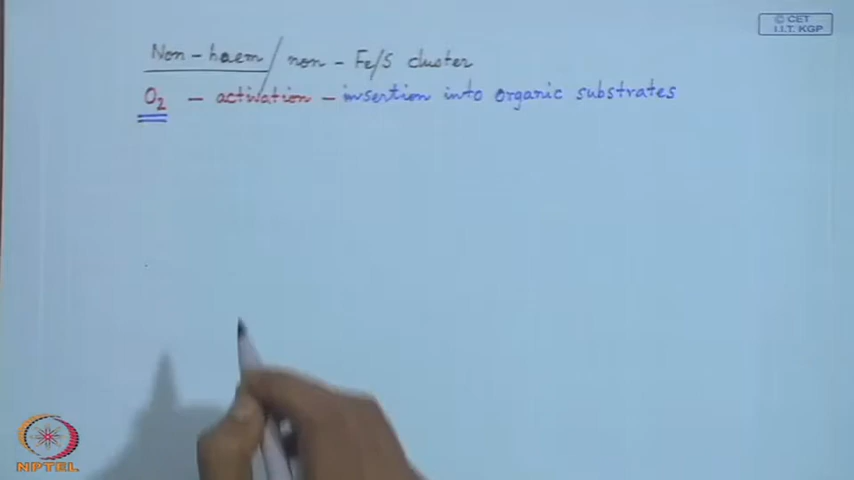 © CET
I.I.T. KGP
Non-haem / non-Fe/S cluster
O₂ - activation - insertion into organic substrates
NPTEL